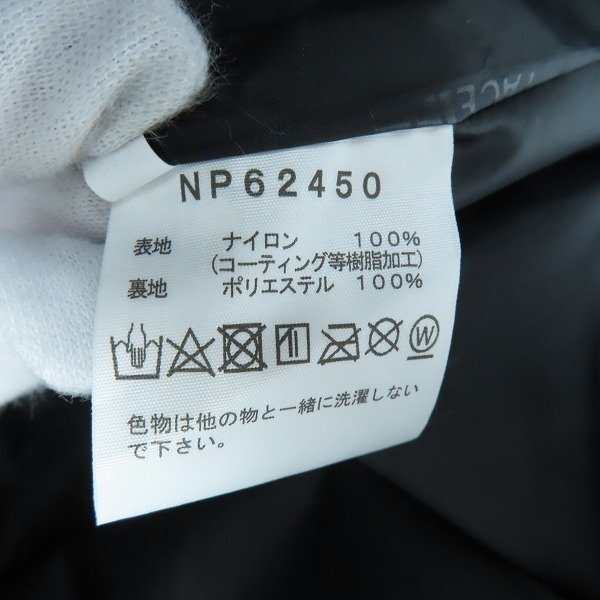 NP62450
表地 ナイロン 100%
(コーティング等樹脂加工)
裏地 ポリエステル 100%
W
色物は他の物と一緒に洗濯しない
で下さい。